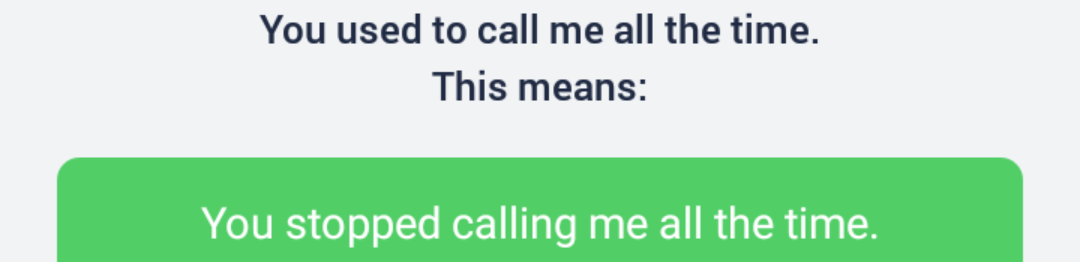 You used to call me all the time.
This means:
You stopped calling me all the time.